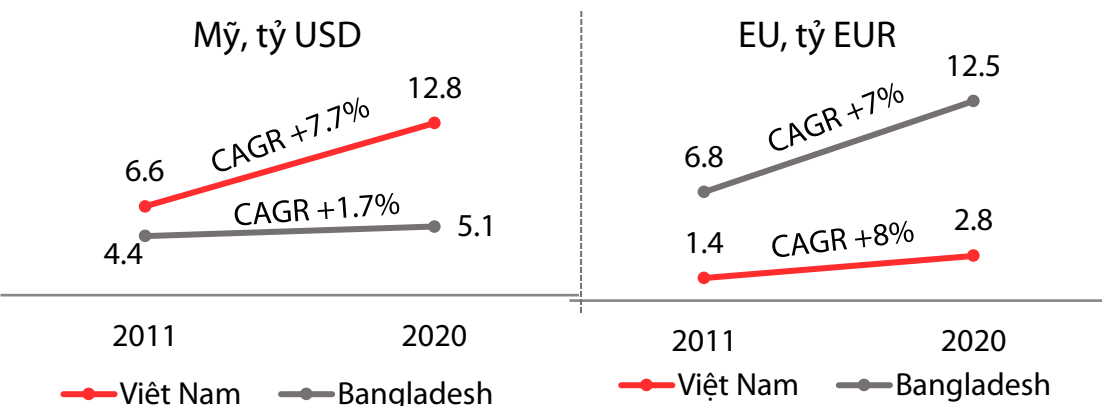 Mỹ, tỷ USD
12.8
CAGR +7.7%
6.6
CAGR +1.7%
4.4
5.1
2011
2020
Việt Nam
Bangladesh
EU, tỷ EUR
12.5
CAGR +7%
6.8
1.4
CAGR +8%
2.8
2011
2020
Việt Nam
Bangladesh